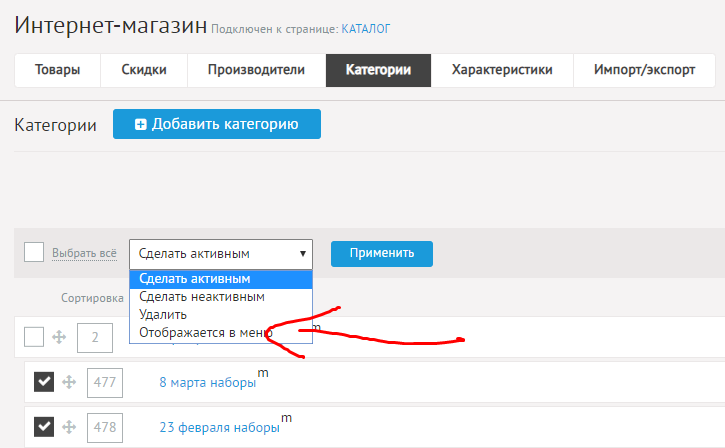 Интернет-магазин Подключен к странице: КАТАЛОГ
Товары Скидки Производители Категории Характеристики Импорт/экспорт
Категории Добавить категорию
Выбрать всё Сделать активным Применить
Сделать активным
Сделать неактивным
Сортировка
Удалить
Отображается в меню
2 m
477 8 марта наборы m
478 23 февраля наборы m